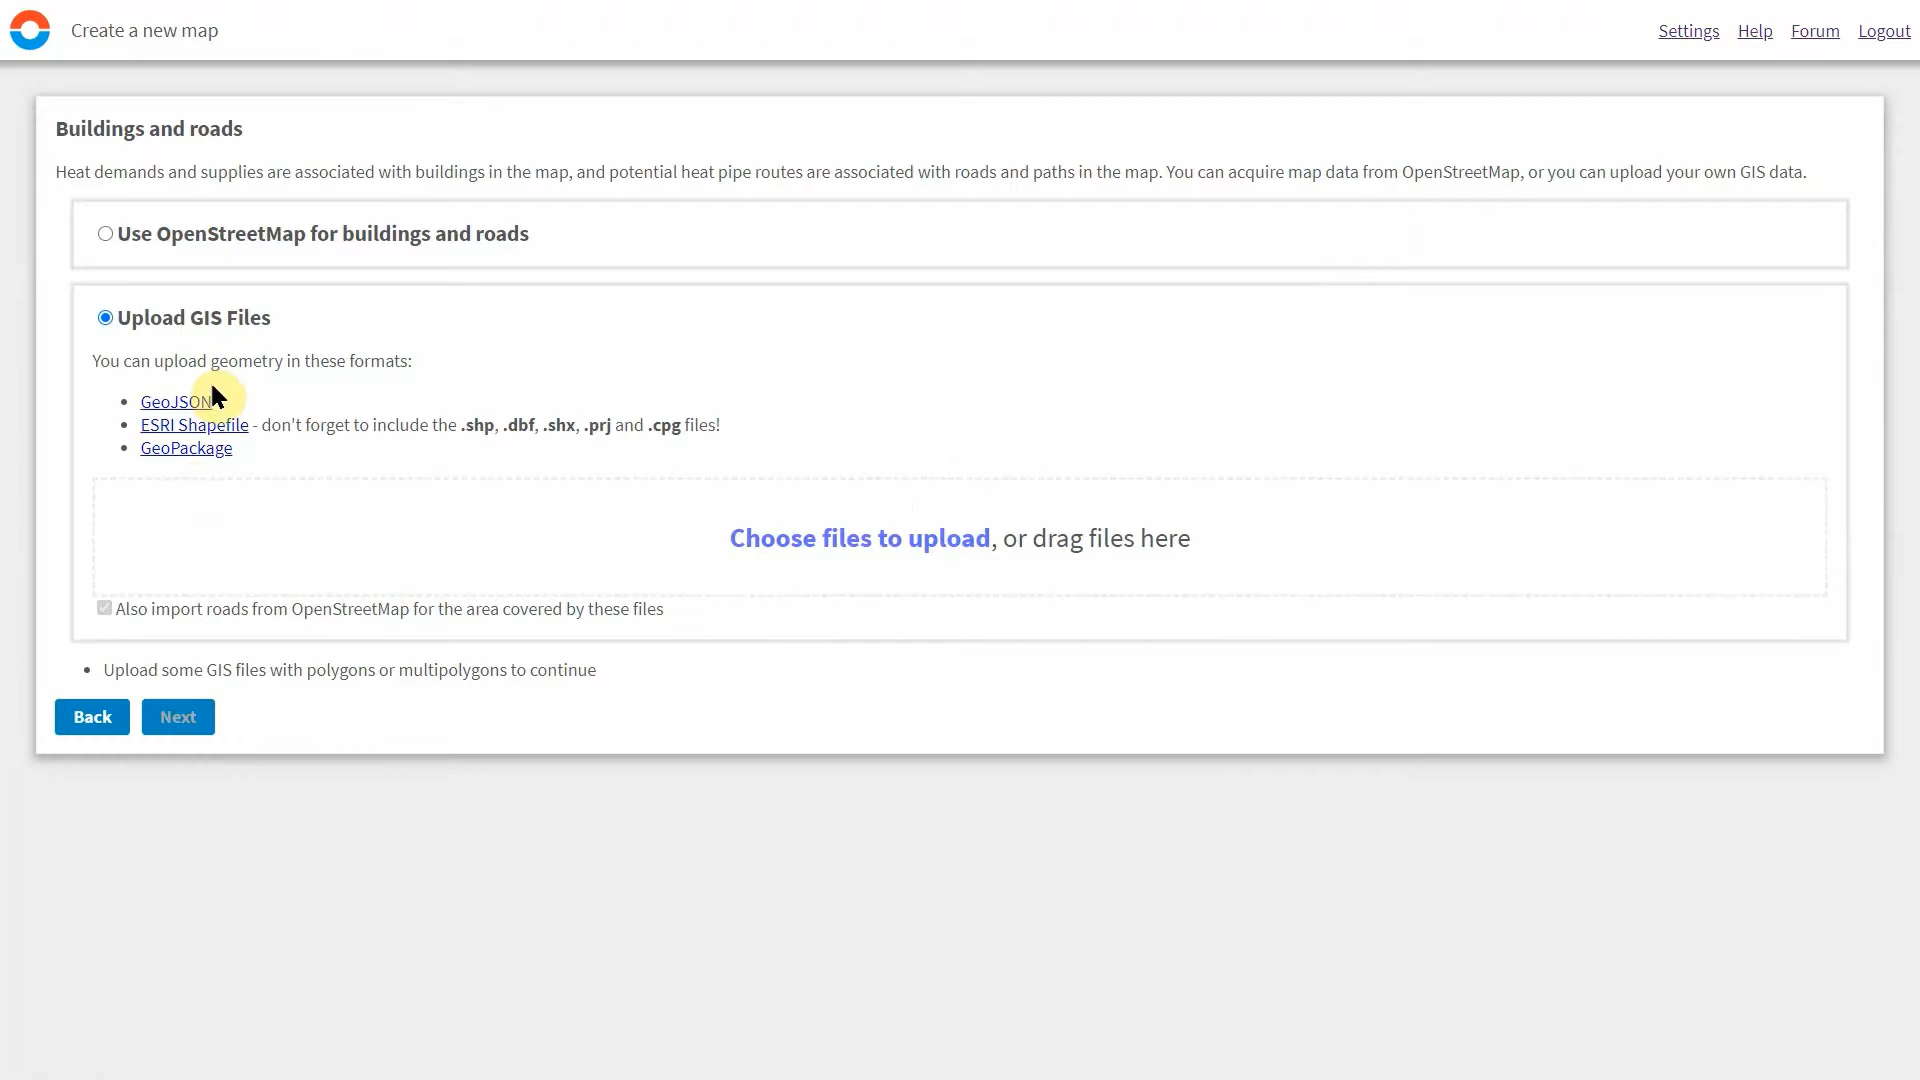 Create a new map
Settings Help Forum Logout
Buildings and roads
Heat demands and supplies are associated with buildings in the map, and potential heat pipe routes are associated with roads and paths in the map. You can acquire map data from OpenStreetMap, or you can upload your own GIS data.
Use OpenStreetMap for buildings and roads
Upload GIS Files
You can upload geometry in these formats:
GeoJSON
ESRI Shapefile - don't forget to include the .shp, .dbf, .shx, .prj and .cpg files!
GeoPackage
Choose files to upload, or drag files here
Also import roads from OpenStreetMap for the area covered by these files
Upload some GIS files with polygons or multipolygons to continue
Back Next